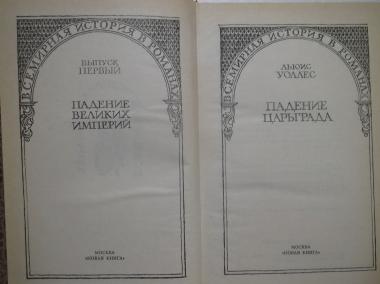 ВСЕМИРНАЯ ИСТОРИЯ В РОМАНАХ
ВЫПУСК
ПЕРВЫЙ
ПАДЕНИЕ
ВЕЛИКИХ
ИМПЕРИЙ
МОСКВА
«НОВАЯ КНИГА»
ВСЕМИРНАЯ ИСТОРИЯ В РОМАНАХ
ЛЬЮИС
УОЛЛЕС
ПАДЕНИЕ
ЦАРЬГРАДА
МОСКВА
«НОВАЯ КНИГА»